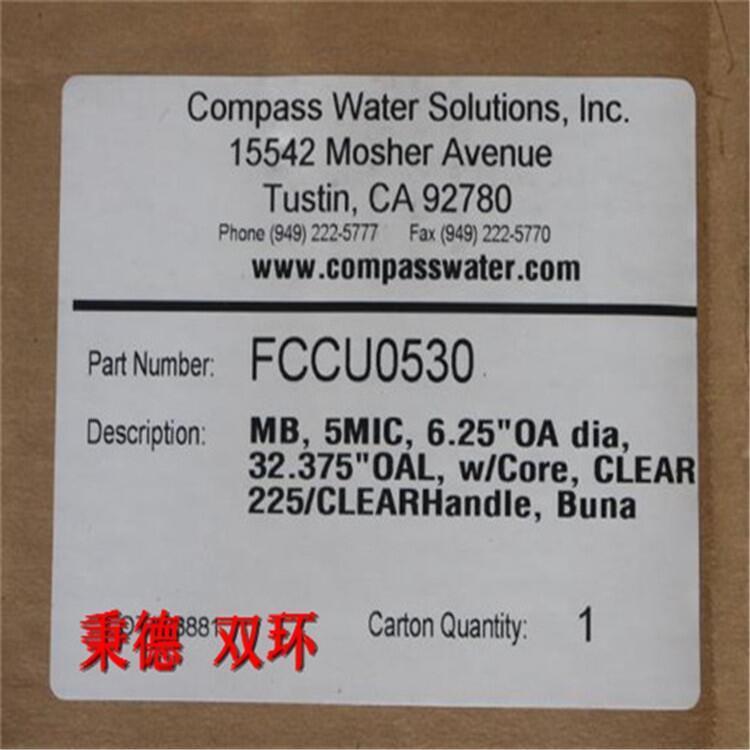 Compass Water Solutions, Inc.
15542 Mosher Avenue
Tustin, CA 92780
Phone (949) 222-5777 Fax (949) 222-5770
www.compasswater.com
Part Number: FCCU0530
Description: MB, 5MIC, 6.25"OA dia,
32.375"OAL, w/Core, CLEAR
225/CLEARHandle, Buna
秉德 双环 Carton Quantity: 1